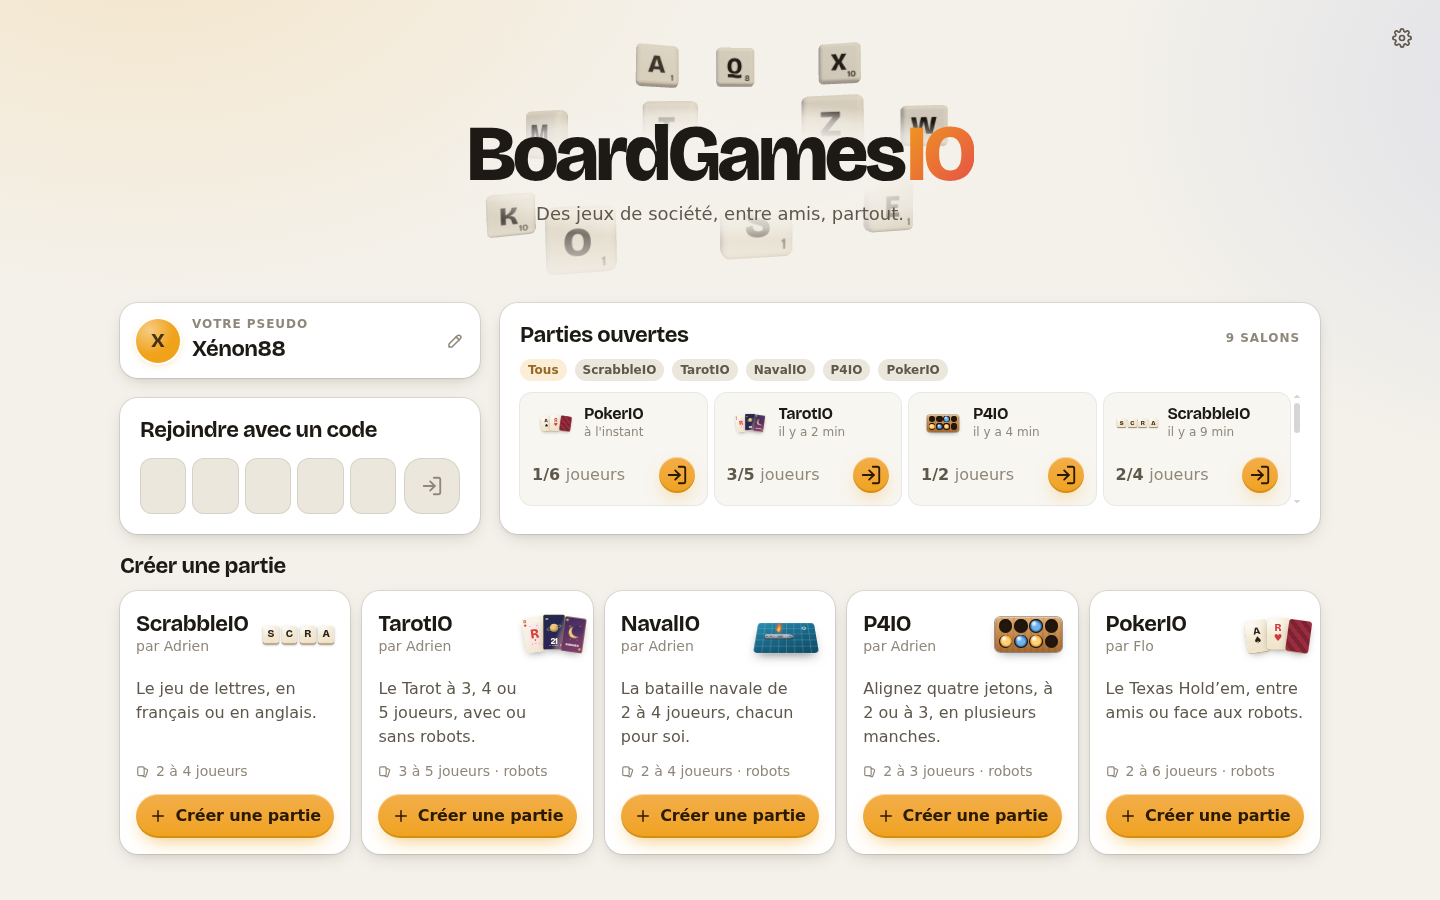 A 1
Q 8
X 10
M
T
Z
W
BoardGamesIO
K 10
Des jeux de société, entre amis, partout.
E 1
O 1
S 1
X
VOTRE PSEUDO
Xénon88
Rejoindre avec un code
Parties ouvertes
9 SALONS
Tous
ScrabbleIO
TarotIO
NavalIO
P4IO
PokerIO
PokerIO
à l'instant
1/6 joueurs
TarotIO
il y a 2 min
3/5 joueurs
P4IO
il y a 4 min
1/2 joueurs
S C R A
ScrabbleIO
il y a 9 min
2/4 joueurs
Créer une partie
ScrabbleIO
par Adrien
S C R A
Le jeu de lettres, en
français ou en anglais.
2 à 4 joueurs
Créer une partie
TarotIO
par Adrien
R
21
Le Tarot à 3, 4 ou
5 joueurs, avec ou
sans robots.
3 à 5 joueurs · robots
Créer une partie
NavalIO
par Adrien
La bataille navale de
2 à 4 joueurs, chacun
pour soi.
2 à 4 joueurs · robots
Créer une partie
P4IO
par Adrien
Alignez quatre jetons, à
2 ou à 3, en plusieurs
manches.
2 à 3 joueurs · robots
Créer une partie
PokerIO
par Flo
A
R
Le Texas Hold’em, entre
amis ou face aux robots.
2 à 6 joueurs · robots
Créer une partie